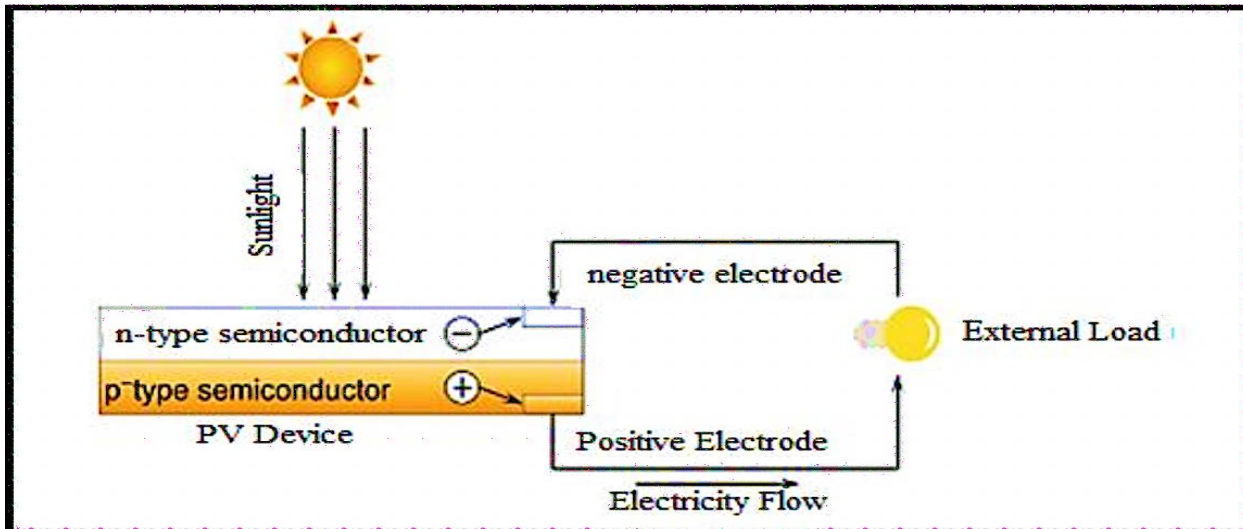 Sunlight
negative electrode
n-type semiconductor
External Load
p-type semiconductor
PV Device
Positive Electrode
Electricity Flow